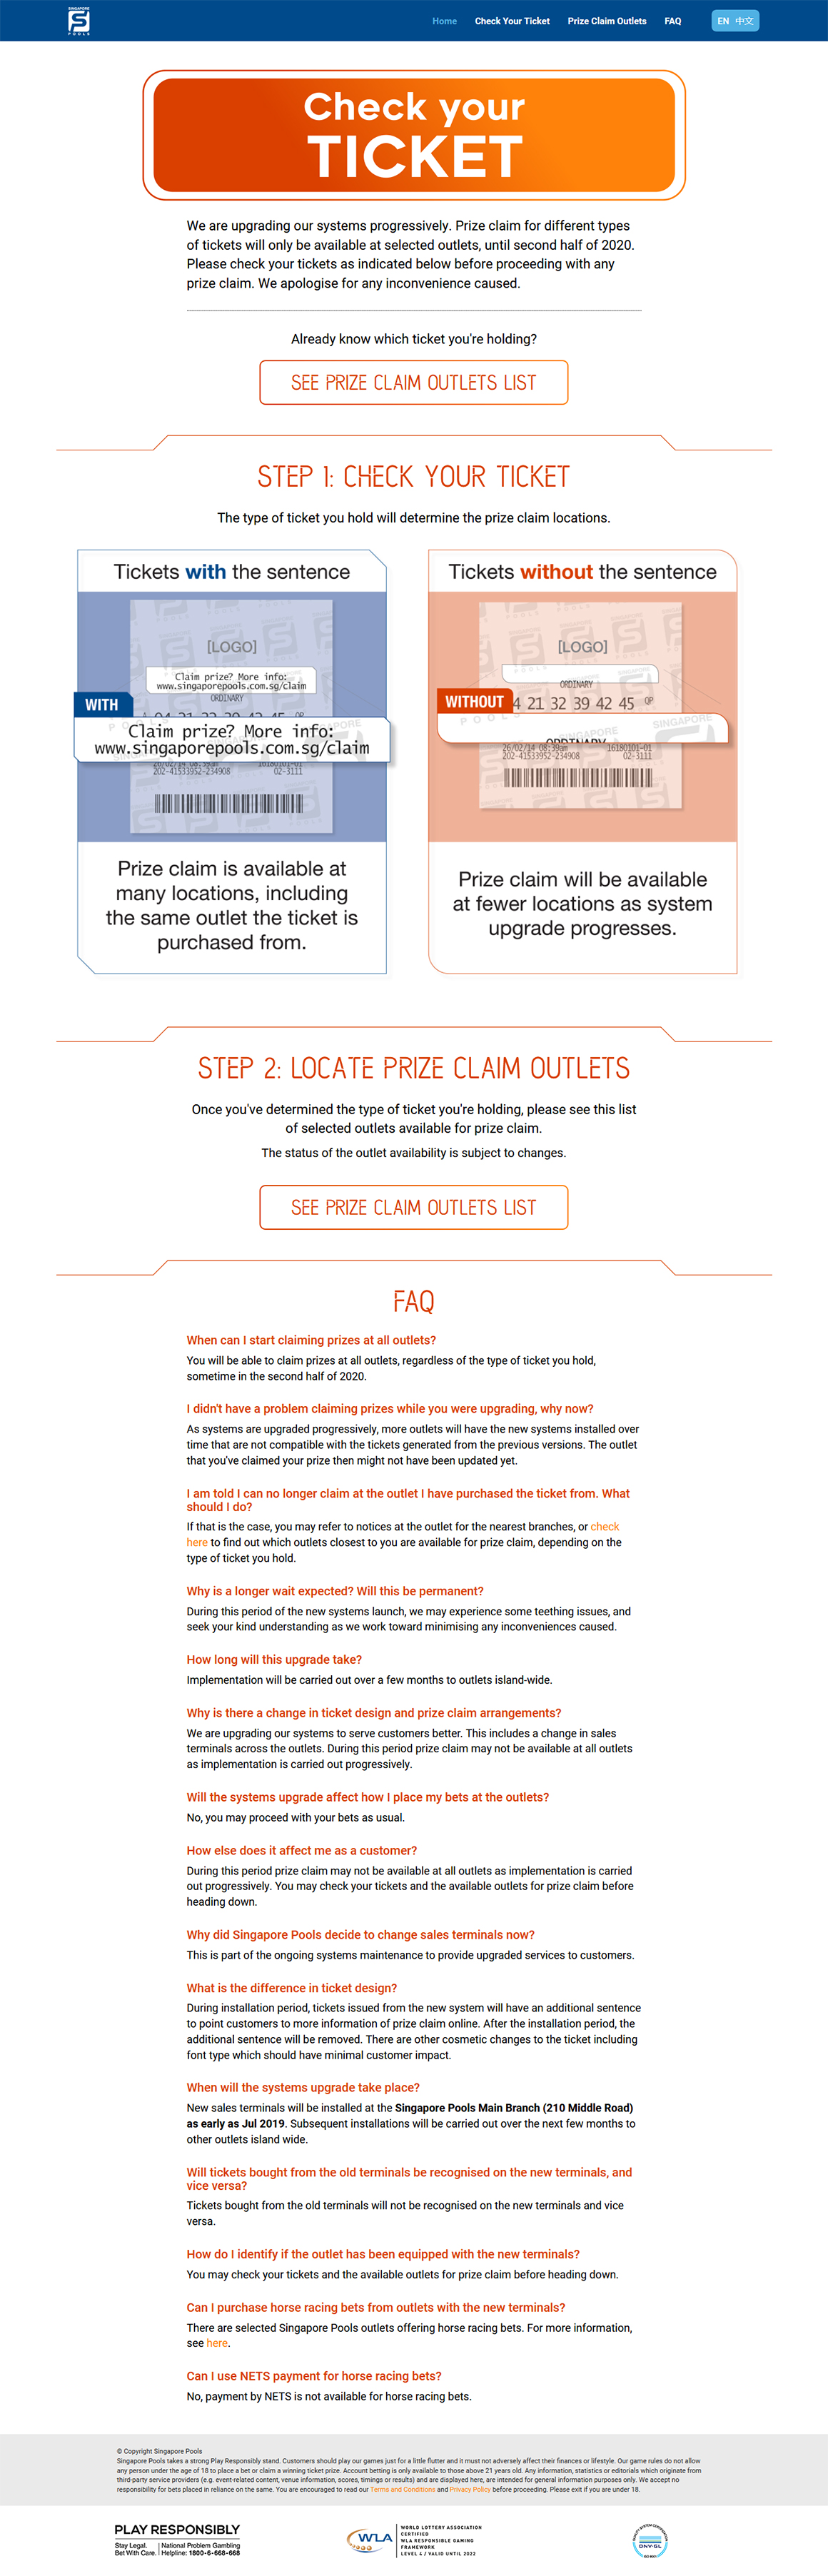 SINGAPORE
POOLS
Home Check Your Ticket Prize Claim Outlets FAQ EN 中文
Check your
TICKET
We are upgrading our systems progressively. Prize claim for different types
of tickets will only be available at selected outlets, until second half of 2020.
Please check your tickets as indicated below before proceeding with any
prize claim. We apologise for any inconvenience caused.
Already know which ticket you're holding?
SEE PRIZE CLAIM OUTLETS LIST
STEP 1: CHECK YOUR TICKET
The type of ticket you hold will determine the prize claim locations.
Tickets with the sentence
[LOGO]
Claim prize? More info:
www.singaporepools.com.sg/claim
ORDINARY
WITH
Claim prize? More info:
www.singaporepools.com.sg/claim
202-41533952-234908 02-3111
Prize claim is available at
many locations, including
the same outlet the ticket is
purchased from.
Tickets without the sentence
[LOGO]
ORDINARY
WITHOUT
4 21 32 39 42 45 QP
SINGAPORE
ORDINARY
26/02/14 08:39am 16180101-01
202-41533952-234908 02-3111
Prize claim will be available
at fewer locations as system
upgrade progresses.
STEP 2: LOCATE PRIZE CLAIM OUTLETS
Once you've determined the type of ticket you're holding, please see this list
of selected outlets available for prize claim.
The status of the outlet availability is subject to changes.
SEE PRIZE CLAIM OUTLETS LIST
FAQ
When can I start claiming prizes at all outlets?
You will be able to claim prizes at all outlets, regardless of the type of ticket you hold,
sometime in the second half of 2020.
I didn't have a problem claiming prizes while you were upgrading, why now?
As systems are upgraded progressively, more outlets will have the new systems installed over
time that are not compatible with the tickets generated from the previous versions. The outlet
that you've claimed your prize then might not have been updated yet.
I am told I can no longer claim at the outlet I have purchased the ticket from. What
should I do?
If that is the case, you may refer to notices at the outlet for the nearest branches, or check
here to find out which outlets closest to you are available for prize claim, depending on the
type of ticket you hold.
Why is a longer wait expected? Will this be permanent?
During this period of the new systems launch, we may experience some teething issues, and
seek your kind understanding as we work toward minimising any inconveniences caused.
How long will this upgrade take?
Implementation will be carried out over a few months to outlets island-wide.
Why is there a change in ticket design and prize claim arrangements?
We are upgrading our systems to serve customers better. This includes a change in sales
terminals across the outlets. During this period prize claim may not be available at all outlets
as implementation is carried out progressively.
Will the systems upgrade affect how I place my bets at the outlets?
No, you may proceed with your bets as usual.
How else does it affect me as a customer?
During this period prize claim may not be available at all outlets as implementation is carried
out progressively. You may check your tickets and the available outlets for prize claim before
heading down.
Why did Singapore Pools decide to change sales terminals now?
This is part of the ongoing systems maintenance to provide upgraded services to customers.
What is the difference in ticket design?
During installation period, tickets issued from the new system will have an additional sentence
to point customers to more information of prize claim online. After the installation period, the
additional sentence will be removed. There are other cosmetic changes to the ticket including
font type which should have minimal customer impact.
When will the systems upgrade take place?
New sales terminals will be installed at the Singapore Pools Main Branch (210 Middle Road)
as early as Jul 2019. Subsequent installations will be carried out over the next few months to
other outlets island wide.
Will tickets bought from the old terminals be recognised on the new terminals, and
vice versa?
Tickets bought from the old terminals will not be recognised on the new terminals and vice
versa.
How do I identify if the outlet has been equipped with the new terminals?
You may check your tickets and the available outlets for prize claim before heading down.
Can I purchase horse racing bets from outlets with the new terminals?
There are selected Singapore Pools outlets offering horse racing bets. For more information,
see here.
Can I use NETS payment for horse racing bets?
No, payment by NETS is not available for horse racing bets.
© Copyright Singapore Pools
Singapore Pools takes a strong Play Responsibly stand. Customers should play our games just for a little flutter and it must not adversely affect their finances or lifestyle. Our game rules do not allow
any person under the age of 18 to place a bet or claim a winning ticket prize. Account betting is only available to those above 21 years old. Any information, statistics or editorials which originate from
third-party service providers (e.g. event-related content, venue information, scores, timings or results) and are displayed here, are intended for general information purposes only. We accept no
responsibility for bets placed in reliance on the same. You are encouraged to read our Terms and Conditions and Privacy Policy before proceeding. Please exit if you are under 18.
PLAY RESPONSIBLY
Stay Legal. National Problem Gambling
Bet With Care. Helpline: 1800-6-668-668
WLA
WORLD LOTTERY ASSOCIATION
CERTIFIED
WLA RESPONSIBLE GAMING
FRAMEWORK
LEVEL 4 / VALID UNTIL 2022
DNV·GL